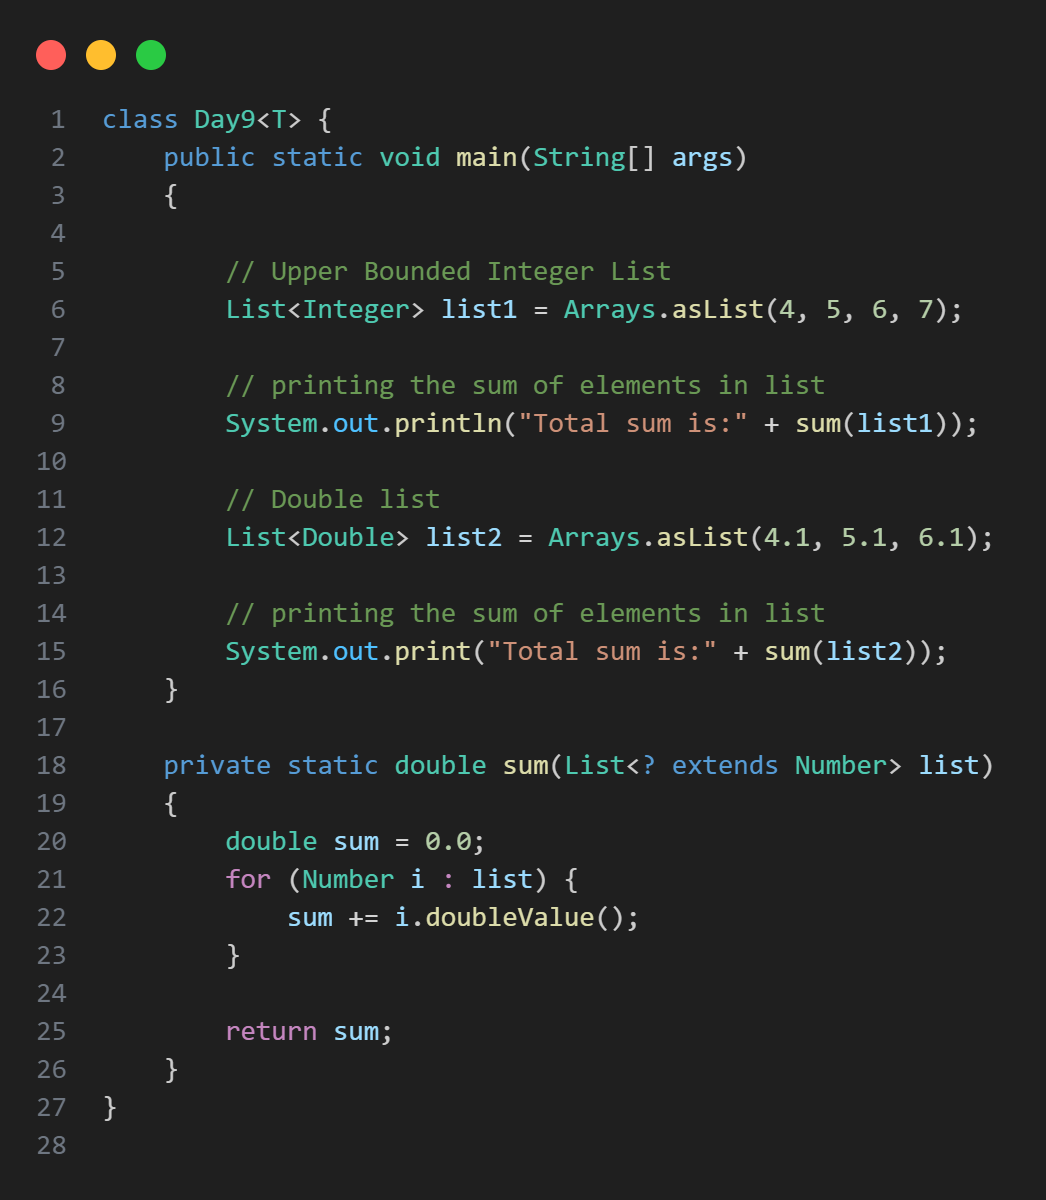 1 class Day9<T> {
2     public static void main(String[] args)
3     {
4
5         // Upper Bounded Integer List
6         List<Integer> list1 = Arrays.asList(4, 5, 6, 7);
7
8         // printing the sum of elements in list
9         System.out.println("Total sum is:" + sum(list1));
10
11         // Double list
12         List<Double> list2 = Arrays.asList(4.1, 5.1, 6.1);
13
14         // printing the sum of elements in list
15         System.out.print("Total sum is:" + sum(list2));
16     }
17
18     private static double sum(List<? extends Number> list)
19     {
20         double sum = 0.0;
21         for (Number i : list) {
22             sum += i.doubleValue();
23         }
24
25         return sum;
26     }
27 }
28